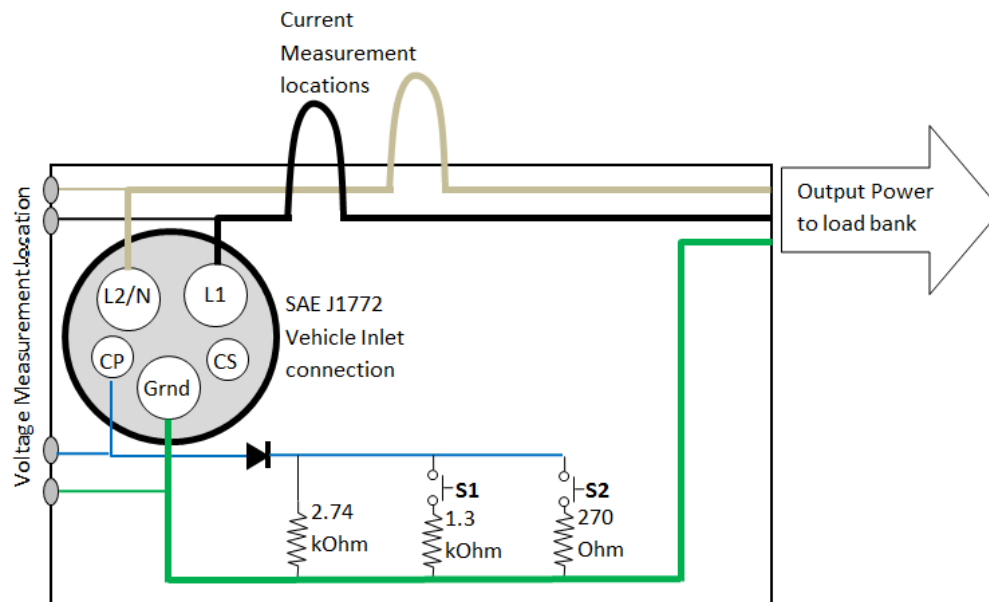 Current
Measurement
locations
Output Power
to load bank
Voltage Measurement location
L2/N
L1
SAE J1772
Vehicle Inlet
connection
CP
CS
Grnd
S1
S2
2.74
kOhm
1.3
kOhm
270
Ohm